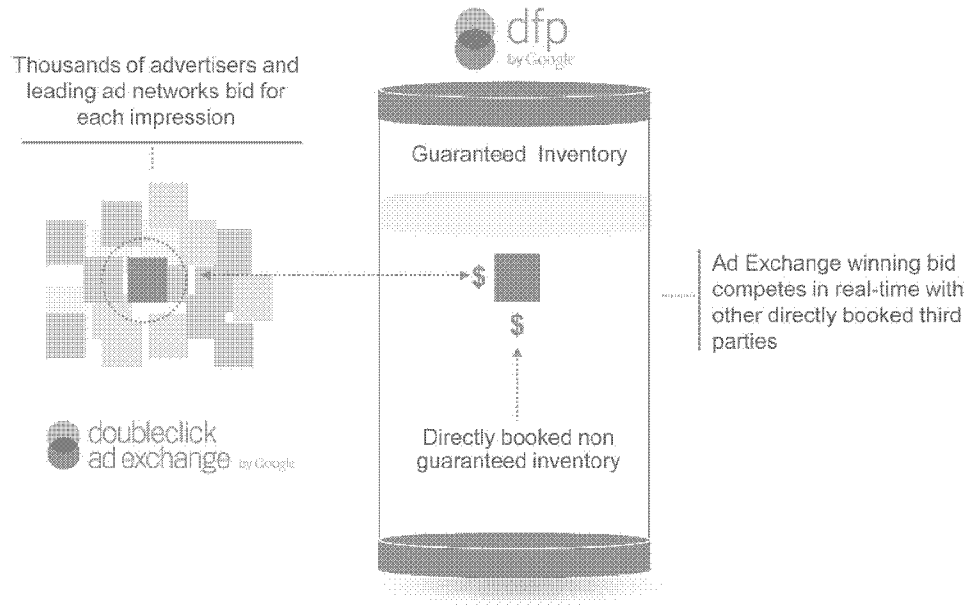 dfp
by Google
Thousands of advertisers and
leading ad networks bid for
each impression
Guaranteed Inventory
$
$
Ad Exchange winning bid
competes in real-time with
other directly booked third
parties
doubleclick
ad exchange by Google
Directly booked non
guaranteed inventory